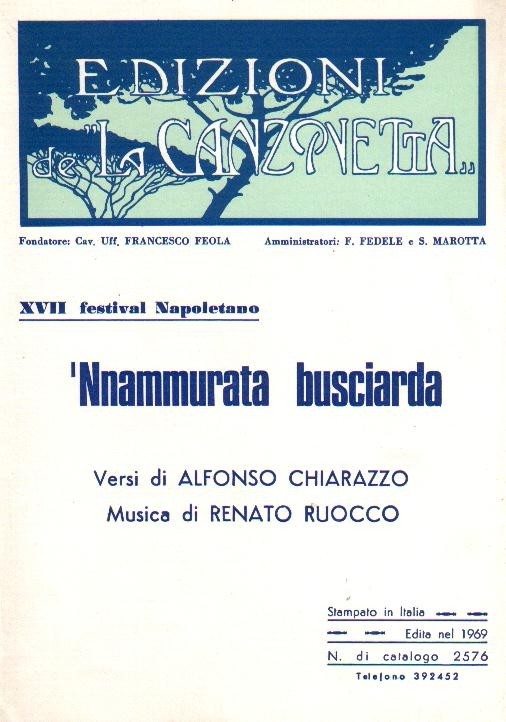 EDIZIONI
de "LA CANZONETTA"
Fondatore: Cav. Uff. FRANCESCO FEOLA Amministratori: F. FEDELE e S. MAROTTA
XVII festival Napoletano
'Nnammurata busciarda
Versi di ALFONSO CHIARAZZO
Musica di RENATO RUOCCO
Stampato in Italia
Edita nel 1969
N. di catalogo 2576
Telefono 392452